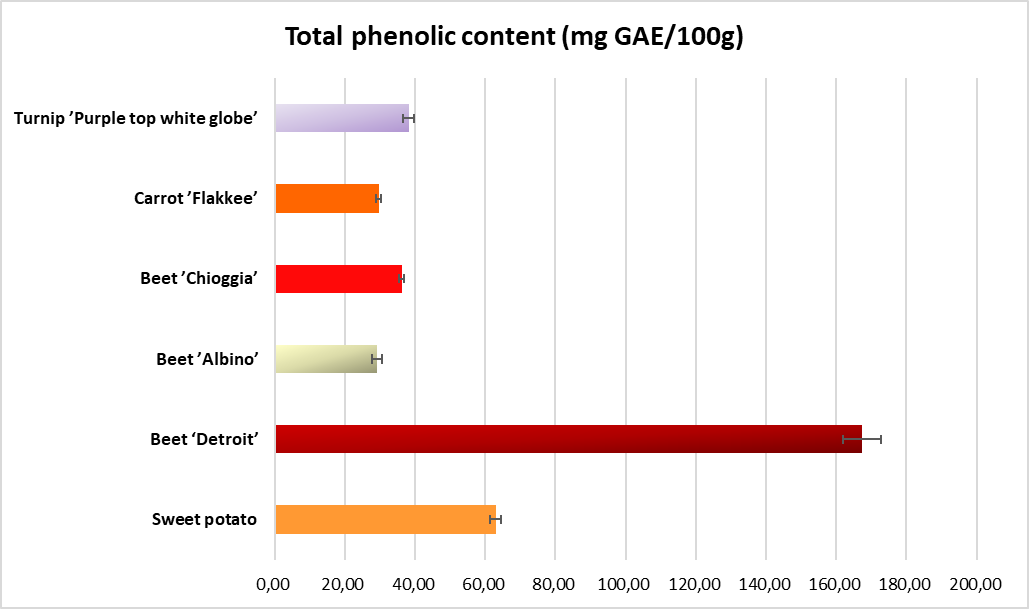 Total phenolic content (mg GAE/100g)
Turnip ’Purple top white globe’
Carrot ’Flakkee’
Beet ’Chioggia’
Beet ’Albino’
Beet ‘Detroit’
Sweet potato
0,00 20,00 40,00 60,00 80,00 100,00 120,00 140,00 160,00 180,00 200,00